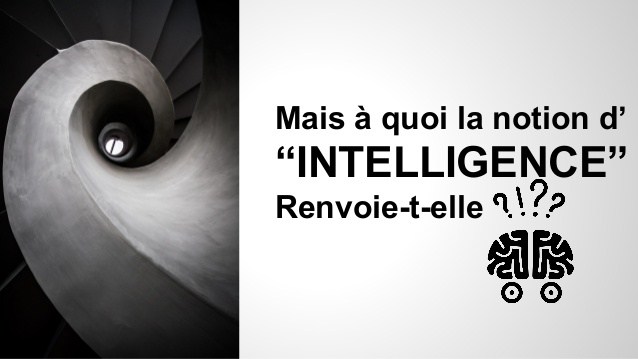 Mais à quoi la notion d’
“INTELLIGENCE”
Renvoie-t-elle ?!??